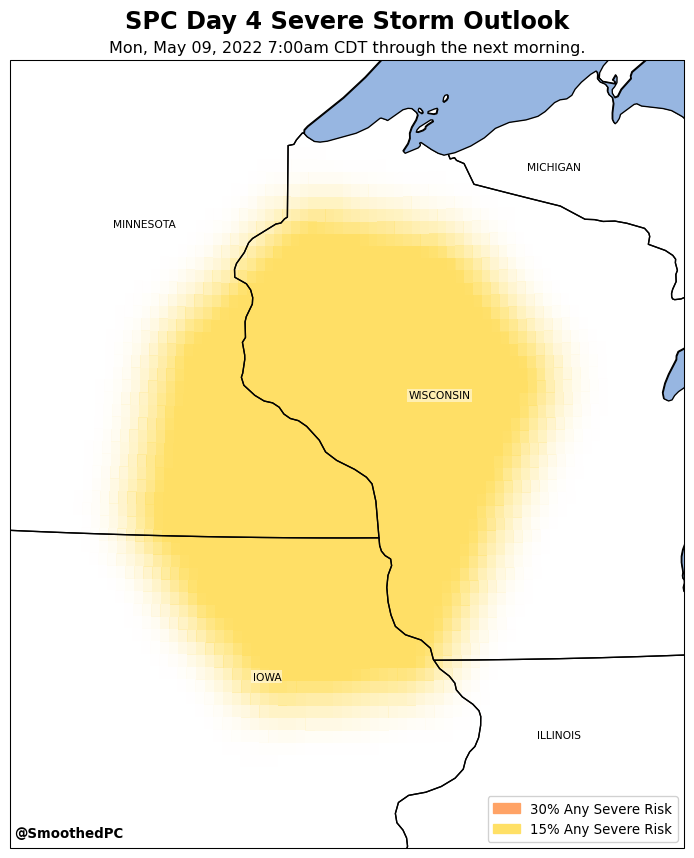 SPC Day 4 Severe Storm Outlook
Mon, May 09, 2022 7:00am CDT through the next morning.
MICHIGAN
MINNESOTA
WISCONSIN
IOWA
ILLINOIS
30% Any Severe Risk
15% Any Severe Risk
@SmoothedPC